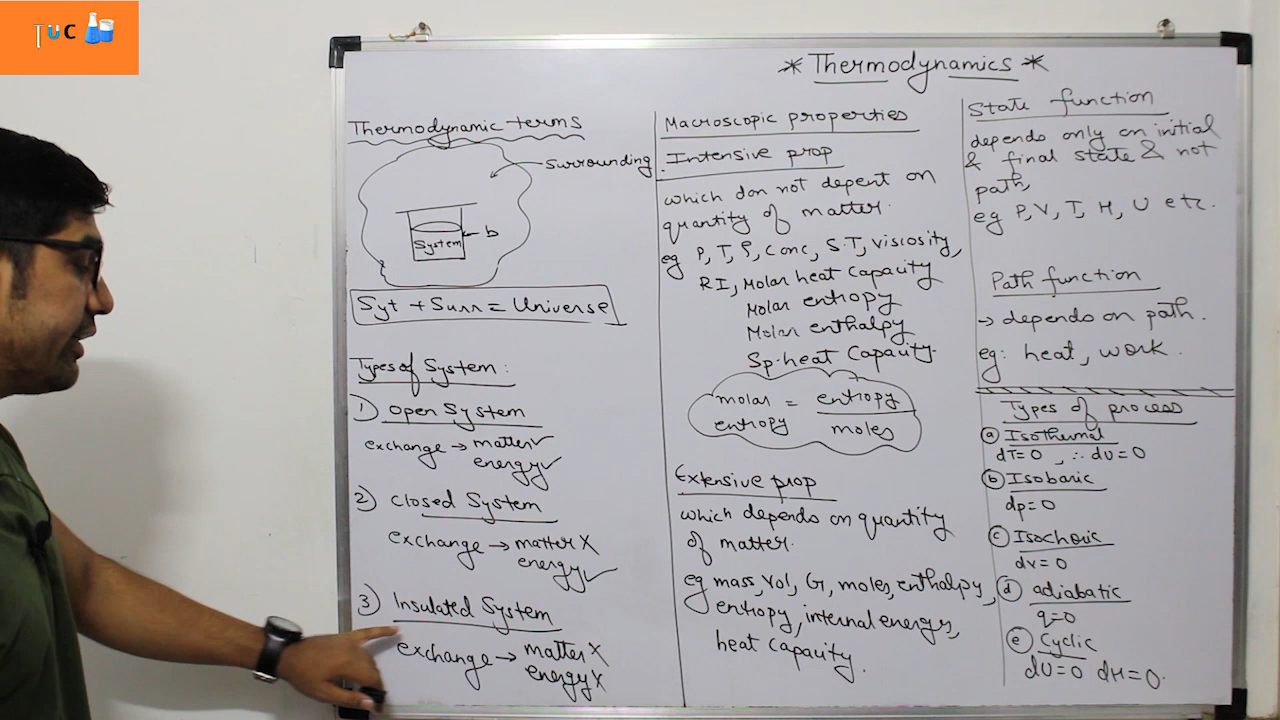 TUC
* Thermodynamics *
Thermodynamic terms
Surrounding
System
b
Syt + Surr = Universe
Types of System:
1) Open System
exchange → matter✓
energy✓
2) Closed System
exchange → matter X
energy✓
3) Insulated System
exchange → matter X
energy X
Macroscopic properties
Intensive prop
which don not depent on
quantity of matter.
eg P, T, ρ, Conc, S.T, Viscosity,
RI, Molar heat Capacity
Molar entropy
Molar enthalpy
Sp. heat Capacity.
molar entropy = entropy
moles
Extensive prop
which depends on quantity
of matter.
eg mass, Vol, G, moles, enthalpy,
entropy, internal energy,
heat Capacity.
State function
depends only on initial
& final state & not
path,
eg P, V, T, H, U etc.
Path function
→ depends on path.
eg: heat, work.
Types of process
(a) Isothermal
dT=0 , ∴ dU=0
(b) Isobaric
dp=0
(c) Isochoric
dv=0
(d) adiabatic
q=0
(e) Cyclic
dU=0 dH=0.